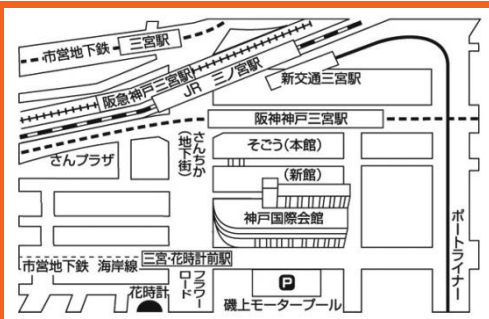 市営地下鉄
三宮駅
阪急神戸三宮駅
JR 三ノ宮駅
新交通三宮駅
阪神神戸三宮駅
さんプラザ
さんちか
(地下街)
そごう(本館)
(新館)
神戸国際会館
ポートライナー
市営地下鉄 海岸線
三宮・花時計前駅
花時計
フラワー
ロード
P
磯上モータープール